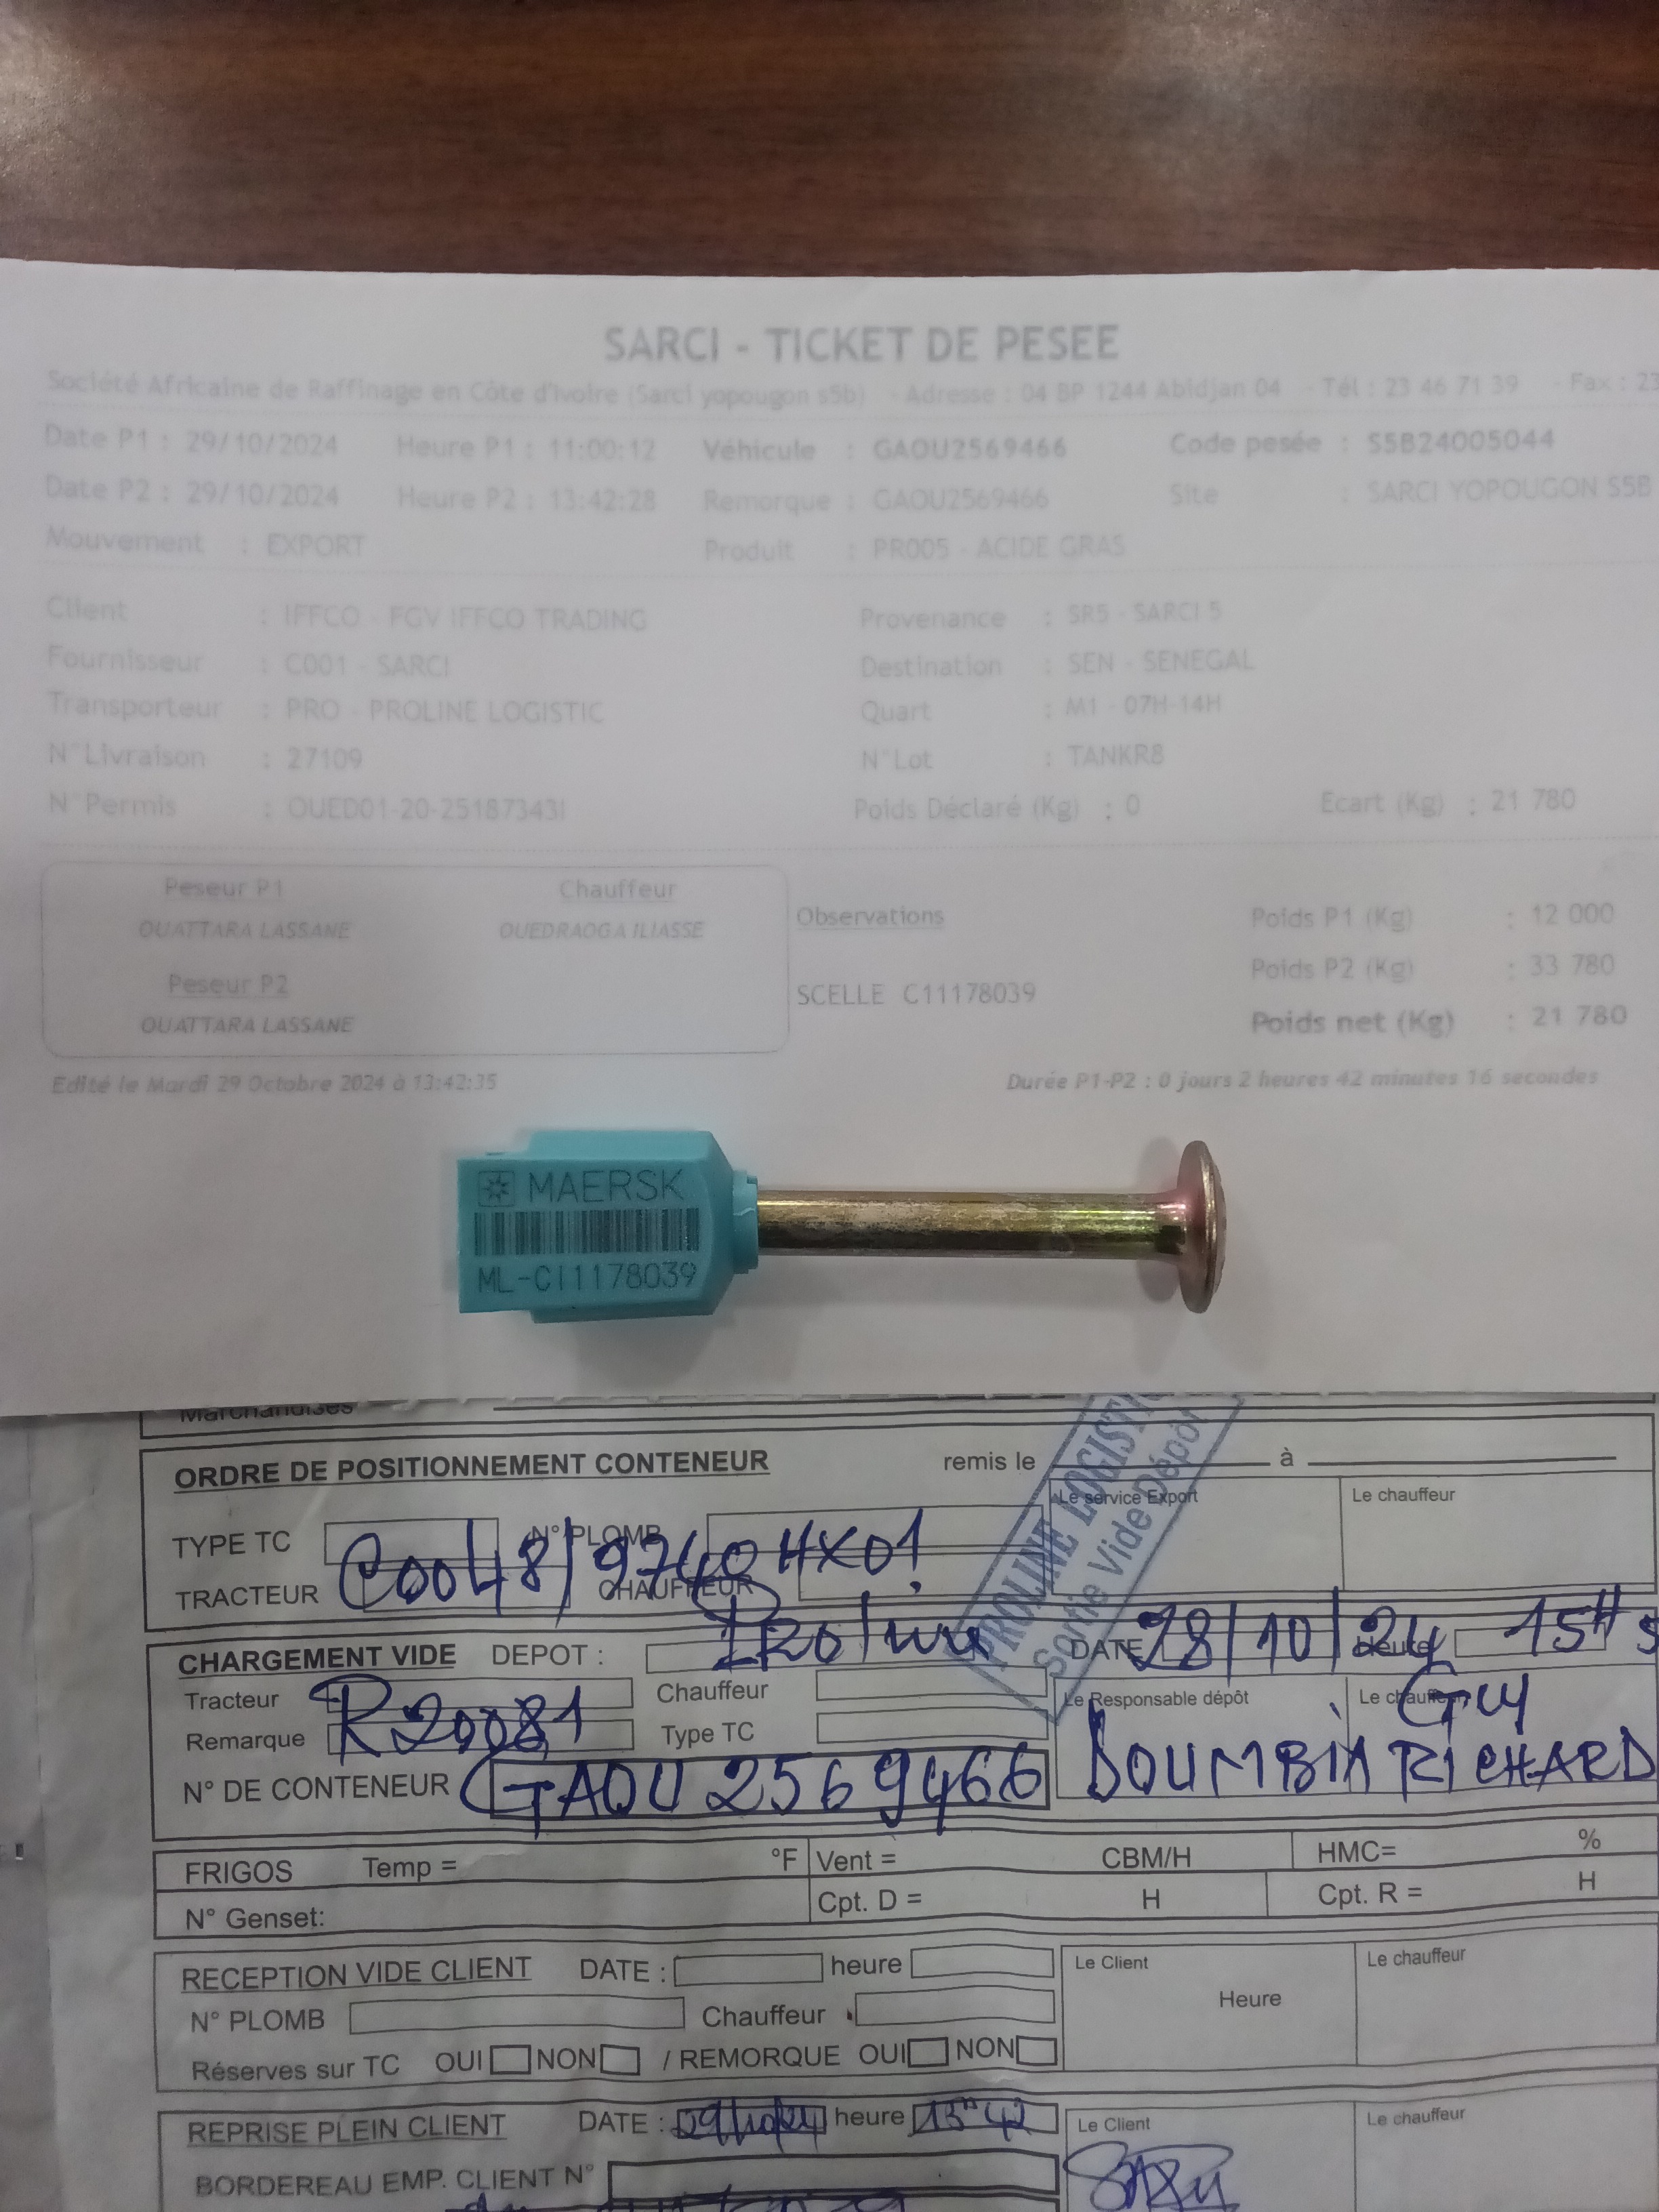 SARCI - TICKET DE PESEE
Société Africaine de Raffinage en Côte d'ivoire (Sarci yopougon s5b) - Adresse : 04 BP 1244 Abidjan 04 - Tél : 23 46 71 39 - Fax : 23
Date P1 : 29/10/2024 Heure P1 : 11:00:12 Véhicule : GAOU2569466 Code pesée : S5B24005044
Date P2 : 29/10/2024 Heure P2 : 13:42:28 Remorque : GAOU2569466 Site : SARCI YOPOUGON S5B
Mouvement : EXPORT Produit : PR005 - ACIDE GRAS
Client : IFFCO - FGV IFFCO TRADING Provenance : SR5 - SARCI 5
Fournisseur : C001 - SARCI Destination : SEN - SENEGAL
Transporteur : PRO - PROLINE LOGISTIC Quart : M1 - 07H-14H
N°Livraison : 27109 N°Lot : TANKR8
N°Permis : OUED01-20-25187343I Poids Déclaré (Kg) : 0 Ecart (Kg) : 21 780
Peseur P1 Chauffeur
OUATTARA LASSANE OUEDRAOGA ILIASSE
Observations Poids P1 (Kg) : 12 000
Peseur P2 Poids P2 (Kg) : 33 780
SCELLE C11178039
OUATTARA LASSANE Poids net (Kg) : 21 780
Edité le Mardi 29 Octobre 2024 à 13:42:35 Durée P1-P2 : 0 jours 2 heures 42 minutes 16 secondes
MAERSK
ML-CI1178039
Marchandises
ORDRE DE POSITIONNEMENT CONTENEUR remis le à
Le service Export Le chauffeur
TYPE TC N° PLOMB
TRACTEUR CHAUFFEUR
PROLINE LOGISTIC
Sortie Vide Dépôt
CHARGEMENT VIDE DEPOT : DATE 28/10/24 Heure 15H
Tracteur Chauffeur Le Responsable dépôt Le chauffeur
R20081 GUY
Remarque Type TC
N° DE CONTENEUR GAOU 2569466 DOUMBIA RICHARD
FRIGOS Temp = °F Vent = CBM/H HMC= %
N° Genset: Cpt. D = H Cpt. R = H
RECEPTION VIDE CLIENT DATE : heure Le Client Le chauffeur
N° PLOMB Chauffeur Heure
Réserves sur TC OUI NON / REMORQUE OUI NON
REPRISE PLEIN CLIENT DATE : 29/10/24 heure 13H 42 Le Client Le chauffeur
BORDEREAU EMP. CLIENT N°